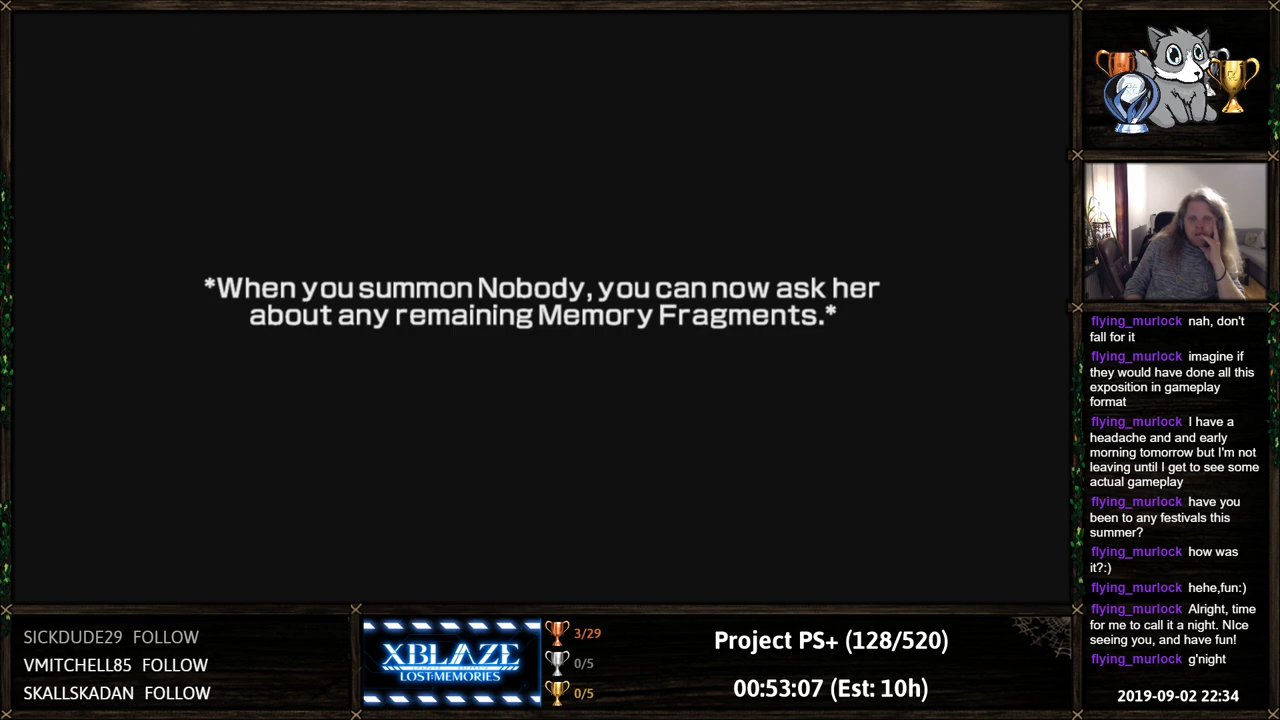 *When you summon Nobody, you can now ask her
about any remaining Memory Fragments.*
flying_murlock nah, don't
fall for it
flying_murlock imagine if
they would have done all this
exposition in gameplay
format
flying_murlock I have a
headache and and early
morning tomorrow but I'm not
leaving until I get to see some
actual gameplay
flying_murlock have you
been to any festivals this
summer?
flying_murlock how was
it?:)
flying_murlock hehe,fun:)
flying_murlock Alright, time
for me to call it a night. NIce
seeing you, and have fun!
flying_murlock g'night
2019-09-02 22:34
SICKDUDE29 FOLLOW
VMITCHELL85 FOLLOW
SKALLSKADAN FOLLOW
XBLAZE
LOST:MEMORIES
3/29
0/5
0/5
Project PS+ (128/520)
00:53:07 (Est: 10h)